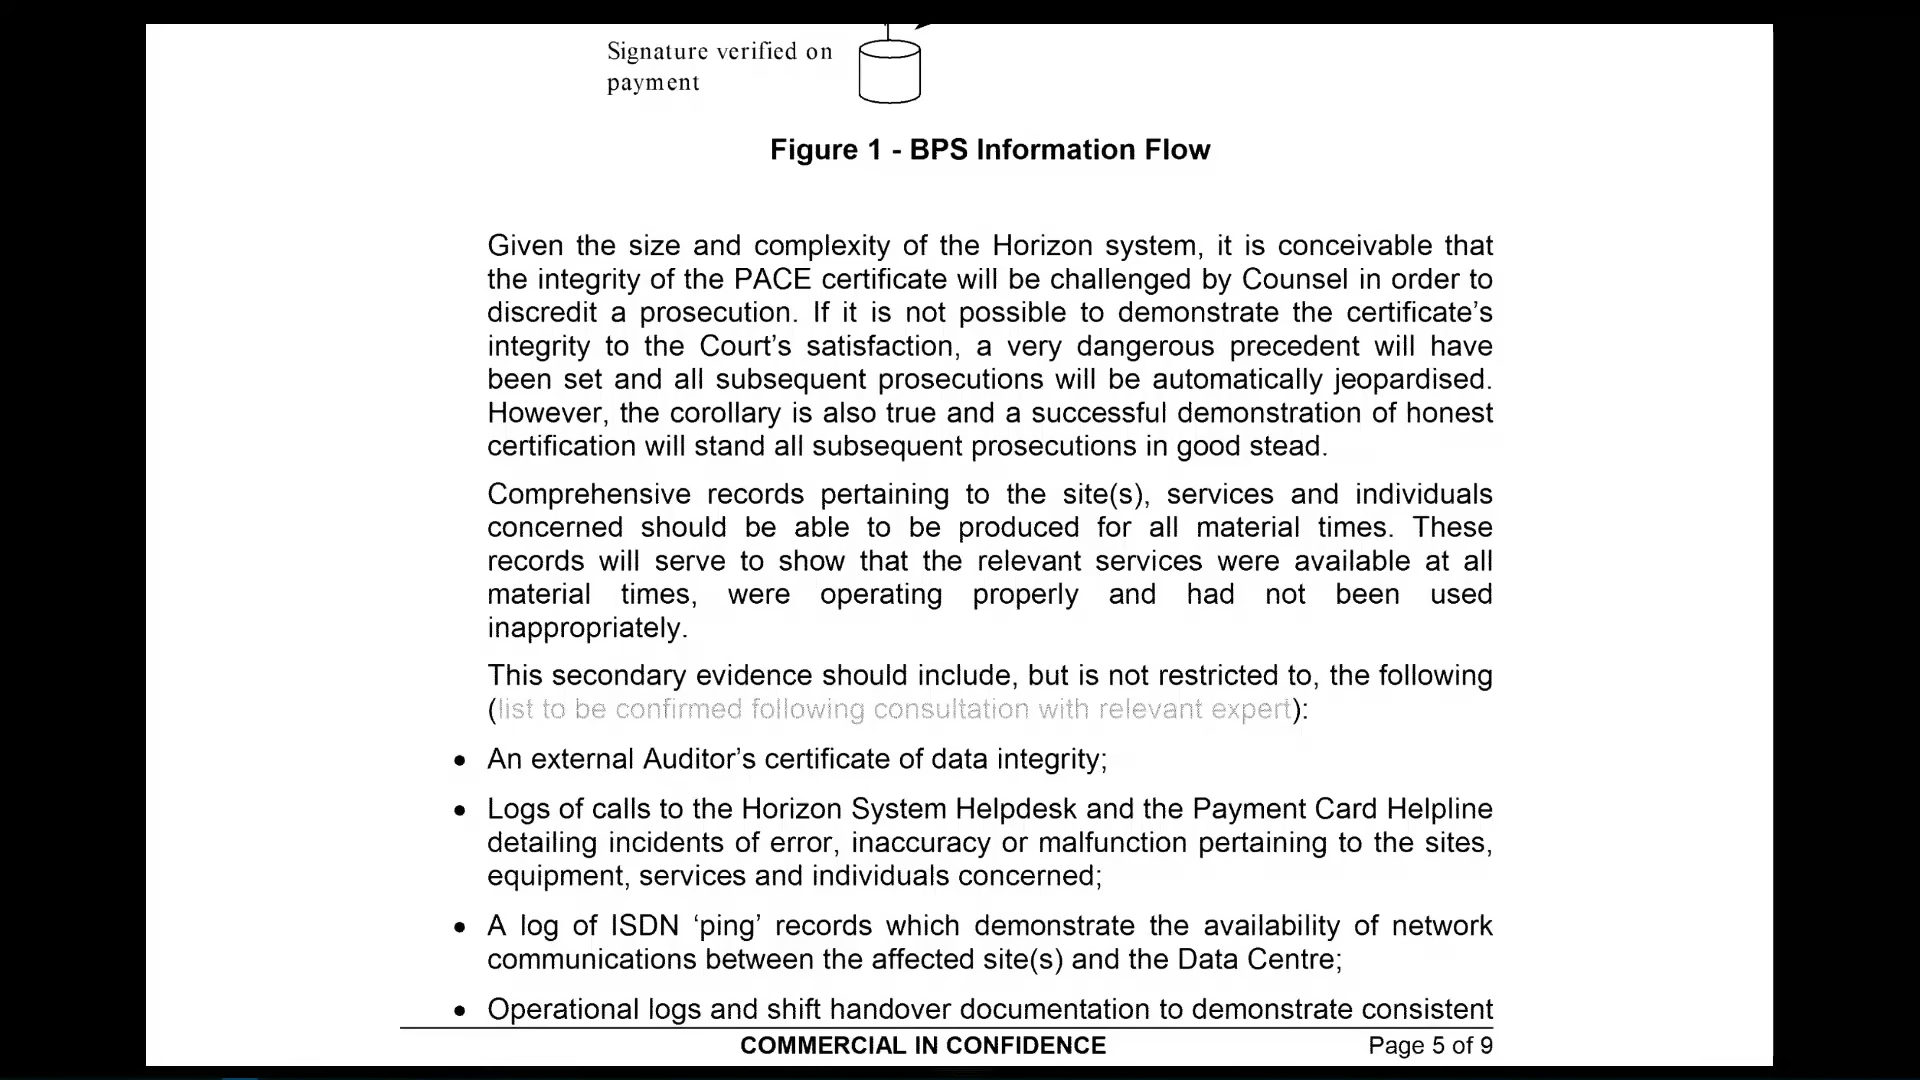 Signature verified on
payment
Figure 1 - BPS Information Flow
Given the size and complexity of the Horizon system, it is conceivable that
the integrity of the PACE certificate will be challenged by Counsel in order to
discredit a prosecution. If it is not possible to demonstrate the certificate’s
integrity to the Court’s satisfaction, a very dangerous precedent will have
been set and all subsequent prosecutions will be automatically jeopardised.
However, the corollary is also true and a successful demonstration of honest
certification will stand all subsequent prosecutions in good stead.
Comprehensive records pertaining to the site(s), services and individuals
concerned should be able to be produced for all material times. These
records will serve to show that the relevant services were available at all
material times, were operating properly and had not been used
inappropriately.
This secondary evidence should include, but is not restricted to, the following
(list to be confirmed following consultation with relevant expert):
• An external Auditor’s certificate of data integrity;
• Logs of calls to the Horizon System Helpdesk and the Payment Card Helpline
detailing incidents of error, inaccuracy or malfunction pertaining to the sites,
equipment, services and individuals concerned;
• A log of ISDN ‘ping’ records which demonstrate the availability of network
communications between the affected site(s) and the Data Centre;
• Operational logs and shift handover documentation to demonstrate consistent
COMMERCIAL IN CONFIDENCE Page 5 of 9